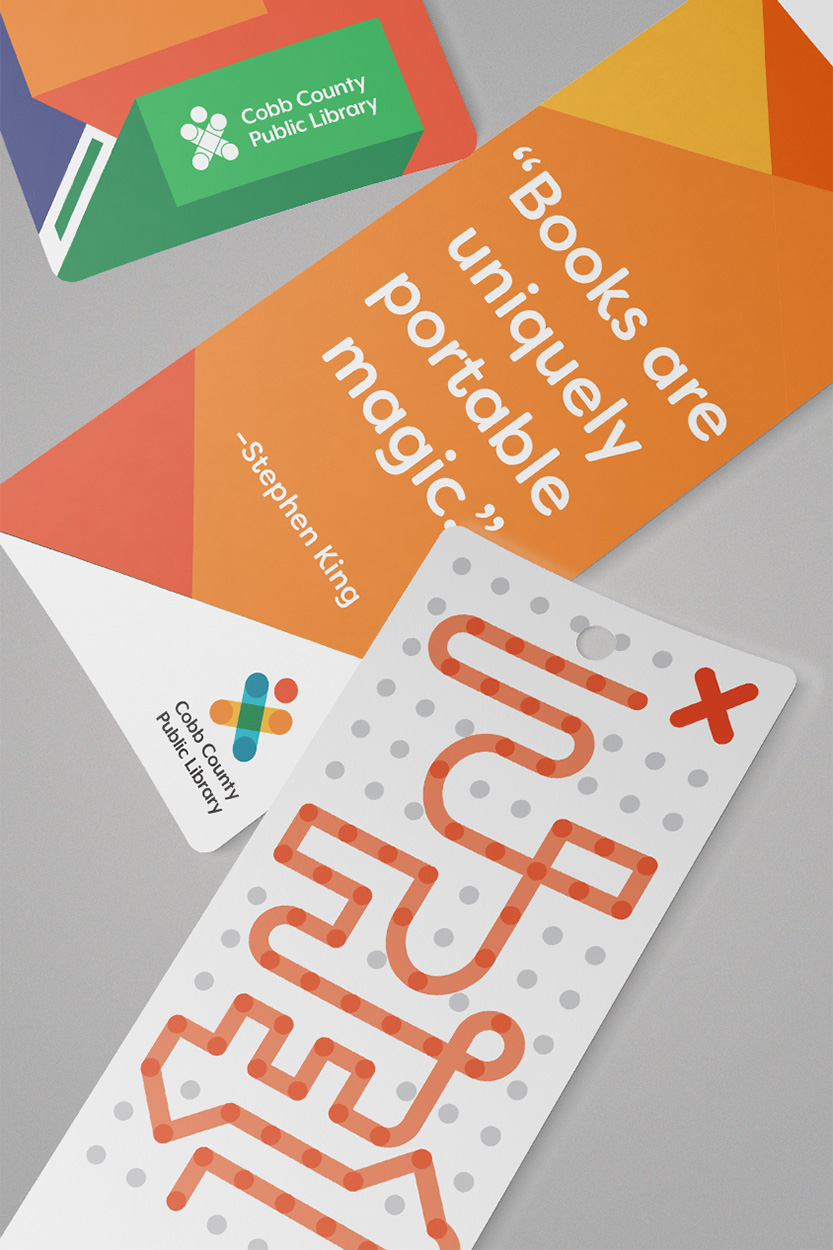 Cobb County
Public Library
“Books are
uniquely
portable
magic.”
–Stephen King
Cobb County
Public Library